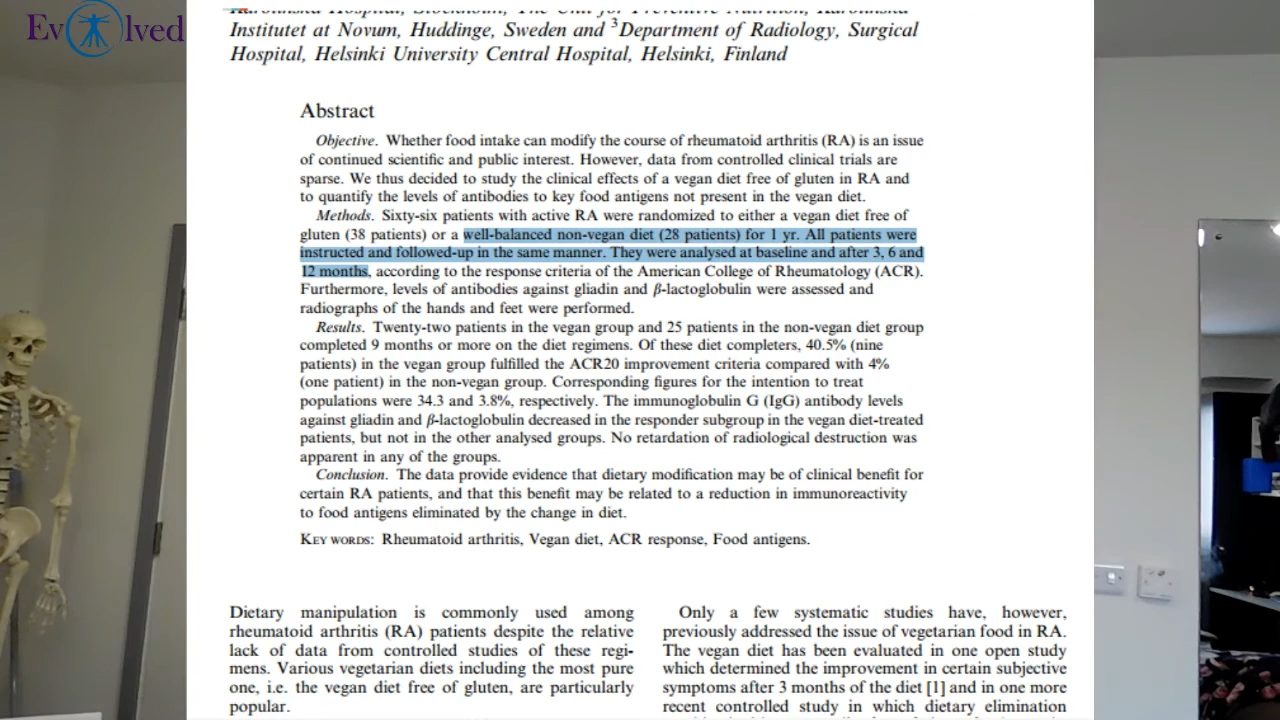 Evolved
Karolinska Hospital, Stockholm, The Unit for Preventive Nutrition, Karolinska
Institutet at Novum, Huddinge, Sweden and ³Department of Radiology, Surgical
Hospital, Helsinki University Central Hospital, Helsinki, Finland
Abstract
Objective. Whether food intake can modify the course of rheumatoid arthritis (RA) is an issue
of continued scientific and public interest. However, data from controlled clinical trials are
sparse. We thus decided to study the clinical effects of a vegan diet free of gluten in RA and
to quantify the levels of antibodies to key food antigens not present in the vegan diet.
Methods. Sixty-six patients with active RA were randomized to either a vegan diet free of
gluten (38 patients) or a well-balanced non-vegan diet (28 patients) for 1 yr. All patients were
instructed and followed-up in the same manner. They were analysed at baseline and after 3, 6 and
12 months, according to the response criteria of the American College of Rheumatology (ACR).
Furthermore, levels of antibodies against gliadin and β-lactoglobulin were assessed and
radiographs of the hands and feet were performed.
Results. Twenty-two patients in the vegan group and 25 patients in the non-vegan diet group
completed 9 months or more on the diet regimens. Of these diet completers, 40.5% (nine
patients) in the vegan group fulfilled the ACR20 improvement criteria compared with 4%
(one patient) in the non-vegan group. Corresponding figures for the intention to treat
populations were 34.3 and 3.8%, respectively. The immunoglobulin G (IgG) antibody levels
against gliadin and β-lactoglobulin decreased in the responder subgroup in the vegan diet-treated
patients, but not in the other analysed groups. No retardation of radiological destruction was
apparent in any of the groups.
Conclusion. The data provide evidence that dietary modification may be of clinical benefit for
certain RA patients, and that this benefit may be related to a reduction in immunoreactivity
to food antigens eliminated by the change in diet.
KEY WORDS: Rheumatoid arthritis, Vegan diet, ACR response, Food antigens.
Dietary manipulation is commonly used among
rheumatoid arthritis (RA) patients despite the relative
lack of data from controlled studies of these regi-
mens. Various vegetarian diets including the most pure
one, i.e. the vegan diet free of gluten, are particularly
popular.
Only a few systematic studies have, however,
previously addressed the issue of vegetarian food in RA.
The vegan diet has been evaluated in one open study
which determined the improvement in certain subjective
symptoms after 3 months of the diet [1] and in one more
recent controlled study in which dietary elimination